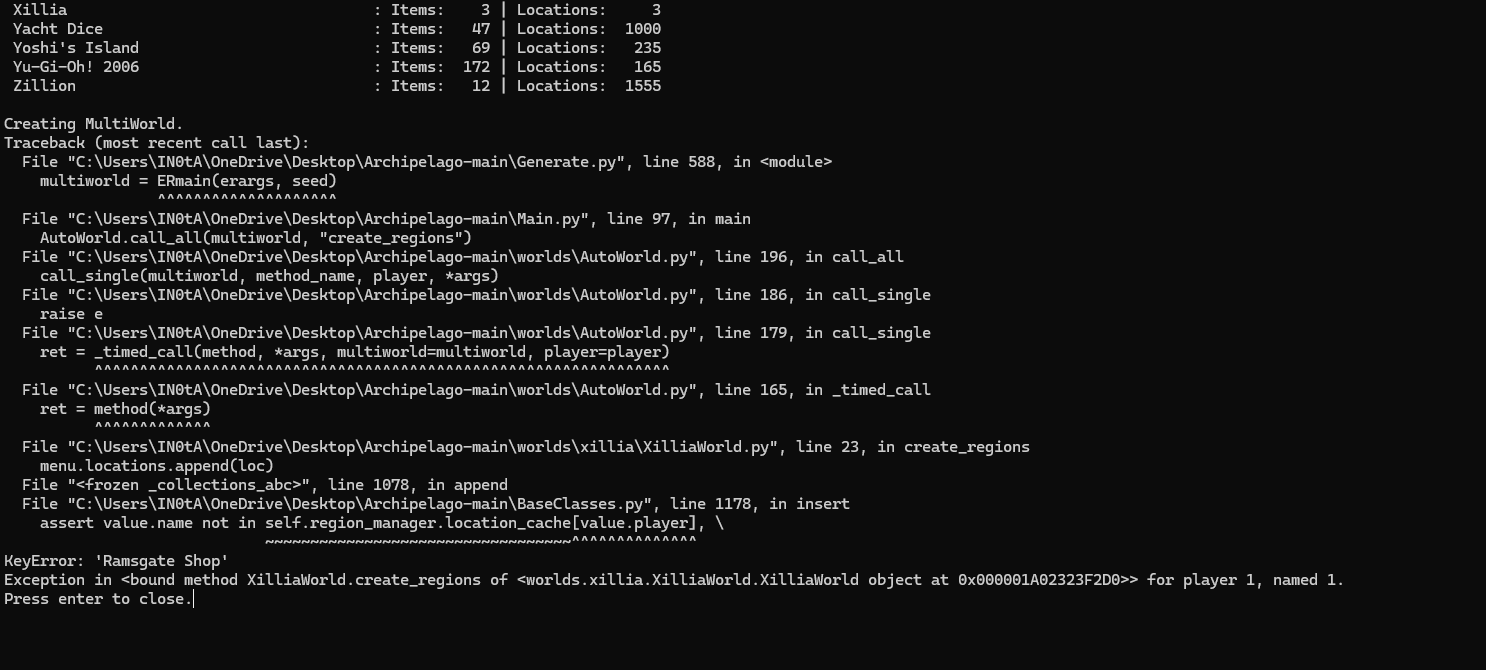 Xillia : Items: 3 | Locations: 3
Yacht Dice : Items: 47 | Locations: 1000
Yoshi's Island : Items: 69 | Locations: 235
Yu-Gi-Oh! 2006 : Items: 172 | Locations: 165
Zillion : Items: 12 | Locations: 1555
Creating MultiWorld.
Traceback (most recent call last):
File "C:\Users\IN0tA\OneDrive\Desktop\Archipelago-main\Generate.py", line 588, in <module>
multiworld = ERmain(erargs, seed)
^^^^^^^^^^^^^^^^^^^^
File "C:\Users\IN0tA\OneDrive\Desktop\Archipelago-main\Main.py", line 97, in main
AutoWorld.call_all(multiworld, "create_regions")
File "C:\Users\IN0tA\OneDrive\Desktop\Archipelago-main\worlds\AutoWorld.py", line 196, in call_all
call_single(multiworld, method_name, player, *args)
File "C:\Users\IN0tA\OneDrive\Desktop\Archipelago-main\worlds\AutoWorld.py", line 186, in call_single
raise e
File "C:\Users\IN0tA\OneDrive\Desktop\Archipelago-main\worlds\AutoWorld.py", line 179, in call_single
ret = _timed_call(method, *args, multiworld=multiworld, player=player)
^^^^^^^^^^^^^^^^^^^^^^^^^^^^^^^^^^^^^^^^^^^^^^^^^^^^^^^^^^^^^^^^
File "C:\Users\IN0tA\OneDrive\Desktop\Archipelago-main\worlds\AutoWorld.py", line 165, in _timed_call
ret = method(*args)
^^^^^^^^^^^^^
File "C:\Users\IN0tA\OneDrive\Desktop\Archipelago-main\worlds\xillia\XilliaWorld.py", line 23, in create_regions
menu.locations.append(loc)
File "<frozen _collections_abc>", line 1078, in append
File "C:\Users\IN0tA\OneDrive\Desktop\Archipelago-main\BaseClasses.py", line 1178, in insert
assert value.name not in self.region_manager.location_cache[value.player], \
~~~~~~~~~~~~~~~~~~~~~~~~~~~~~~~~~~^^^^^^^^^^^^^^
KeyError: 'Ramsgate Shop'
Exception in <bound method XilliaWorld.create_regions of <worlds.xillia.XilliaWorld.XilliaWorld object at 0x000001A02323F2D0>> for player 1, named 1.
Press enter to close.